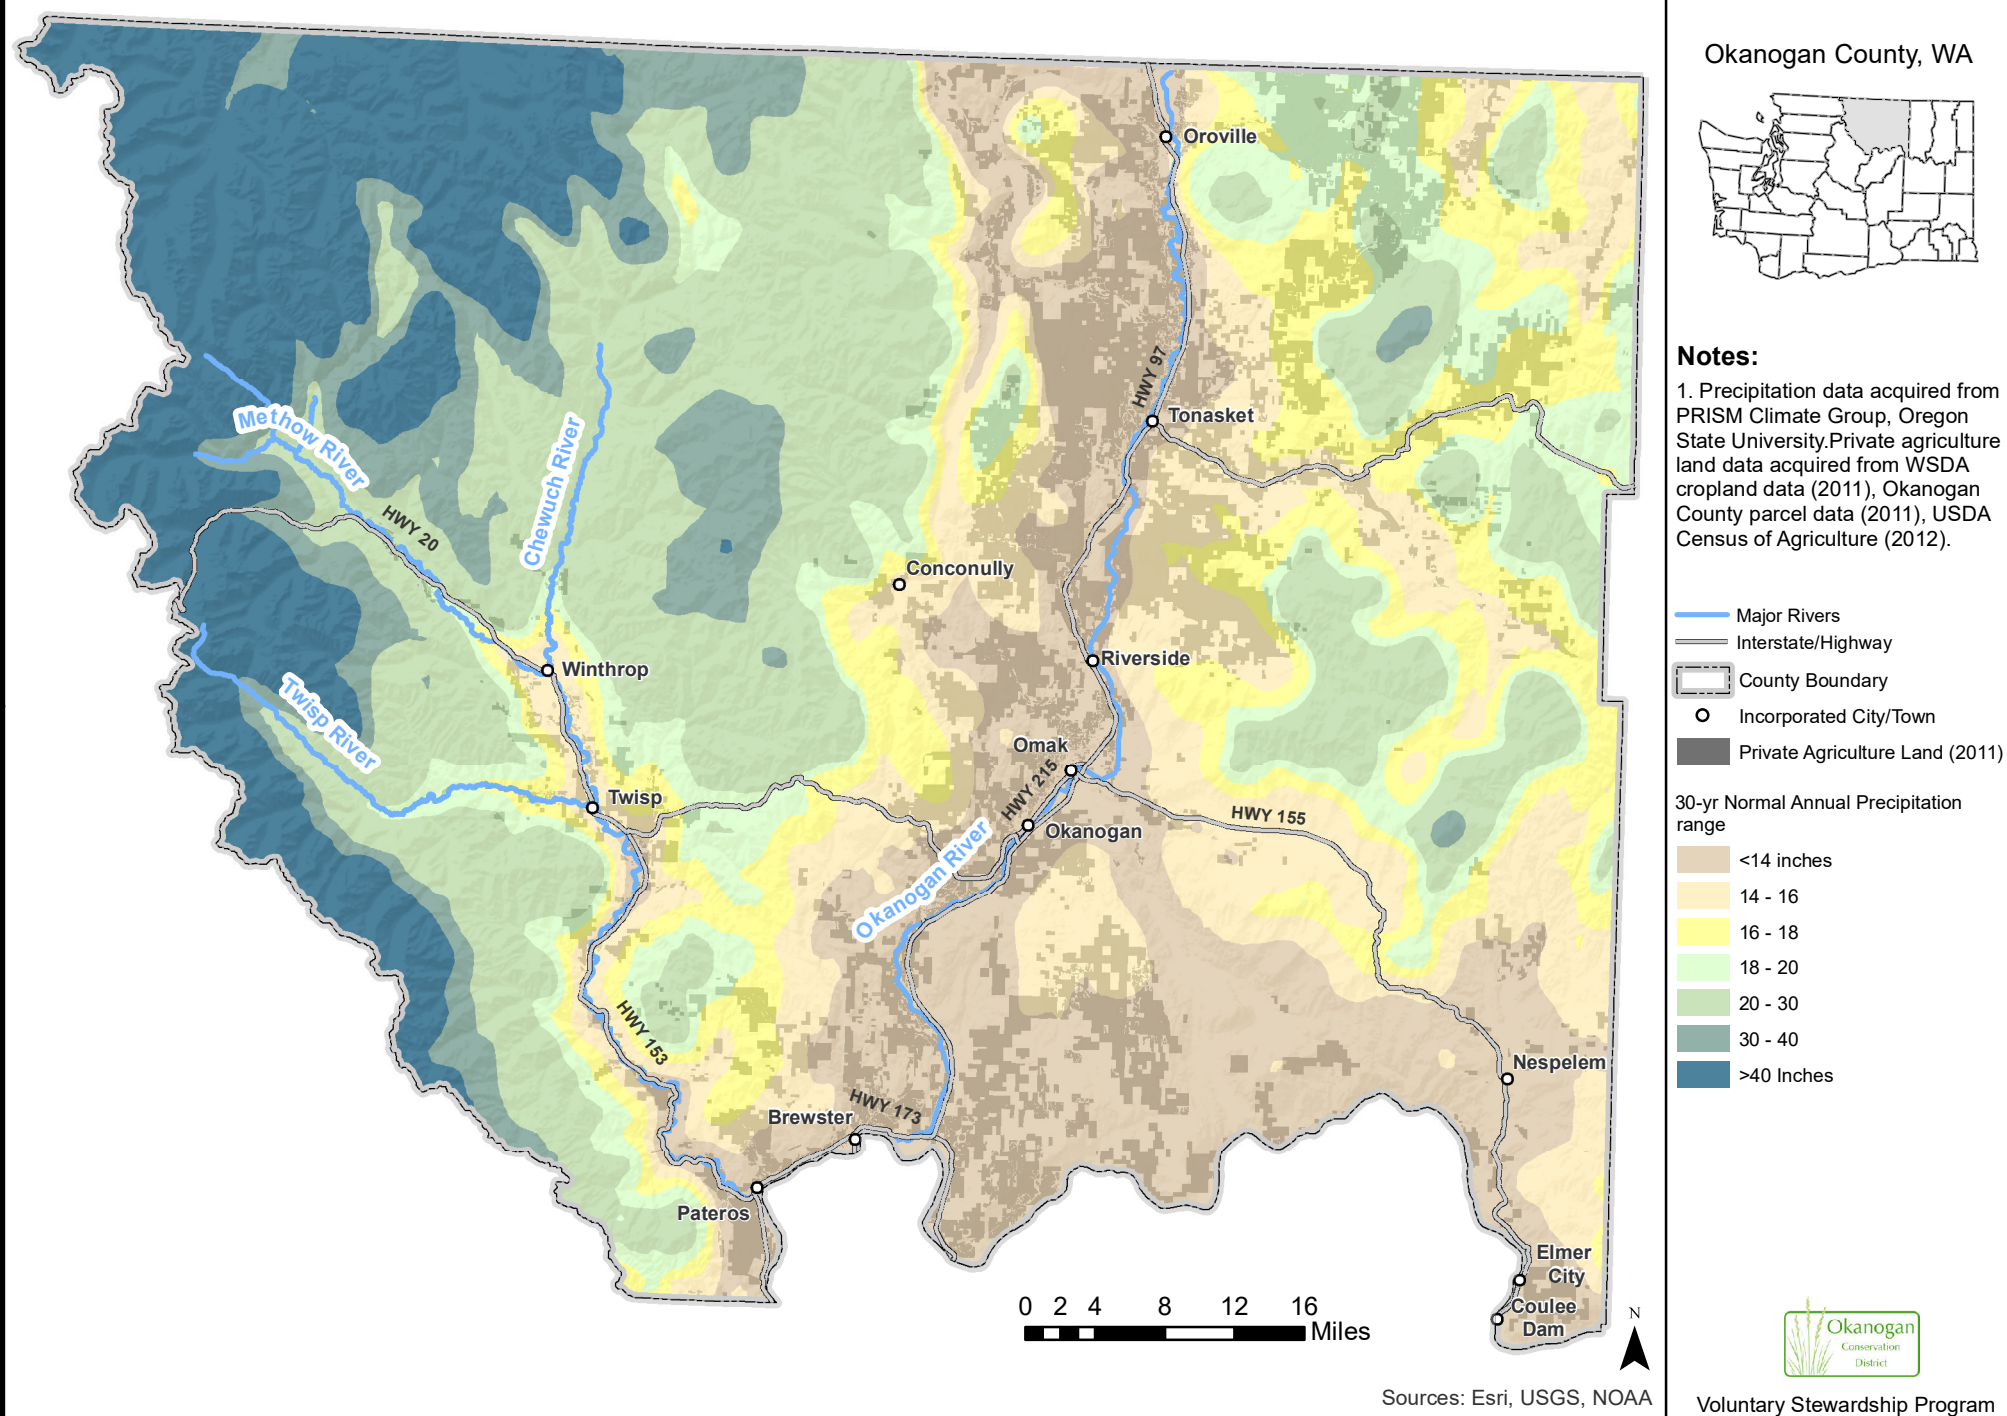 Okanogan County, WA
Notes:
1. Precipitation data acquired from
PRISM Climate Group, Oregon
State University.Private agriculture
land data acquired from WSDA
cropland data (2011), Okanogan
County parcel data (2011), USDA
Census of Agriculture (2012).
Major Rivers
Interstate/Highway
County Boundary
Incorporated City/Town
Private Agriculture Land (2011)
30-yr Normal Annual Precipitation
range
<14 inches
14 - 16
16 - 18
18 - 20
20 - 30
30 - 40
>40 Inches
Okanogan
Conservation
District
Voluntary Stewardship Program
Oroville
HWY 97
Tonasket
Methow River
HWY 20
Chewuch River
Conconully
Winthrop
Riverside
Twisp River
Omak
HWY 215
Twisp
Okanogan
HWY 155
Okanogan River
HWY 153
Nespelem
HWY 173
Brewster
Pateros
Elmer
City
Coulee
Dam
0 2 4 8 12 16
Miles
N
Sources: Esri, USGS, NOAA